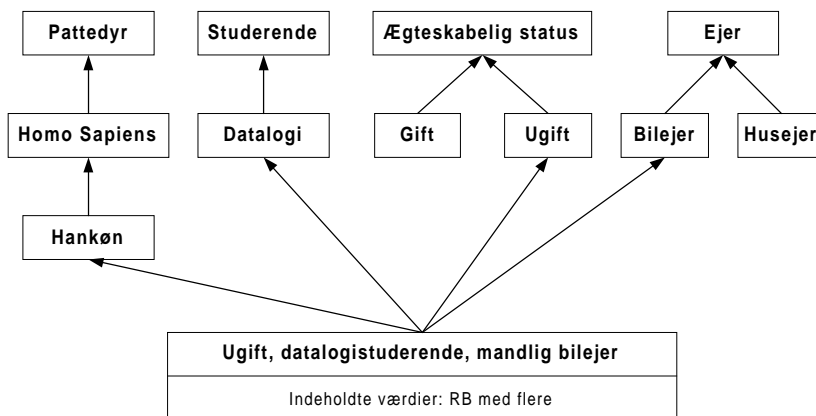 Pattedyr
Studerende
Ægteskabelig status
Ejer
Homo Sapiens
Datalogi
Gift
Ugift
Bilejer
Husejer
Hankøn
Ugift, datalogistuderende, mandlig bilejer
Indeholdte værdier: RB med flere